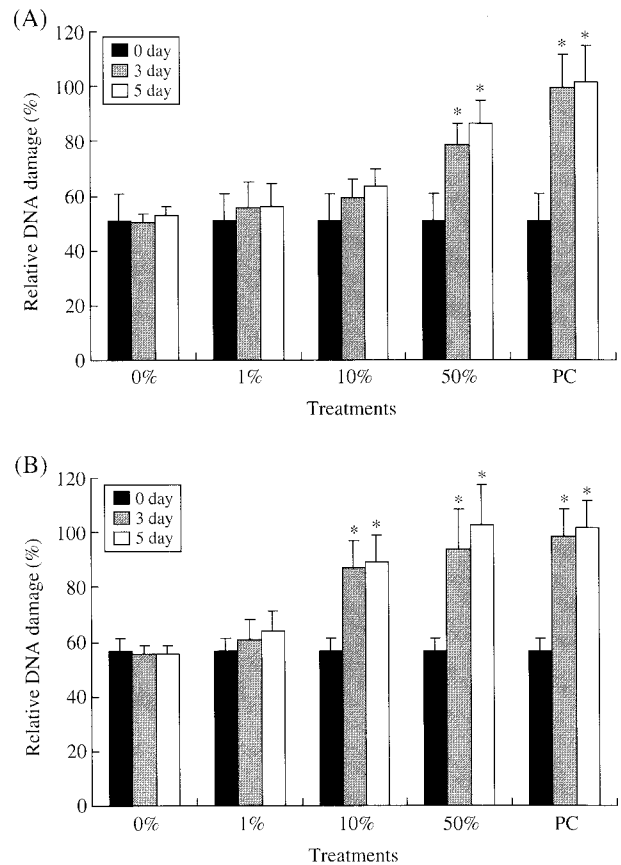 (A)
120
100
80
60
40
20
0
Relative DNA damage (%)
0 day
3 day
5 day
* *
* *
0% 1% 10% 50% PC
Treatments
(B)
120
100
80
60
40
20
0
Relative DNA damage (%)
0 day
3 day
5 day
* *
* *
* *
0% 1% 10% 50% PC
Treatments